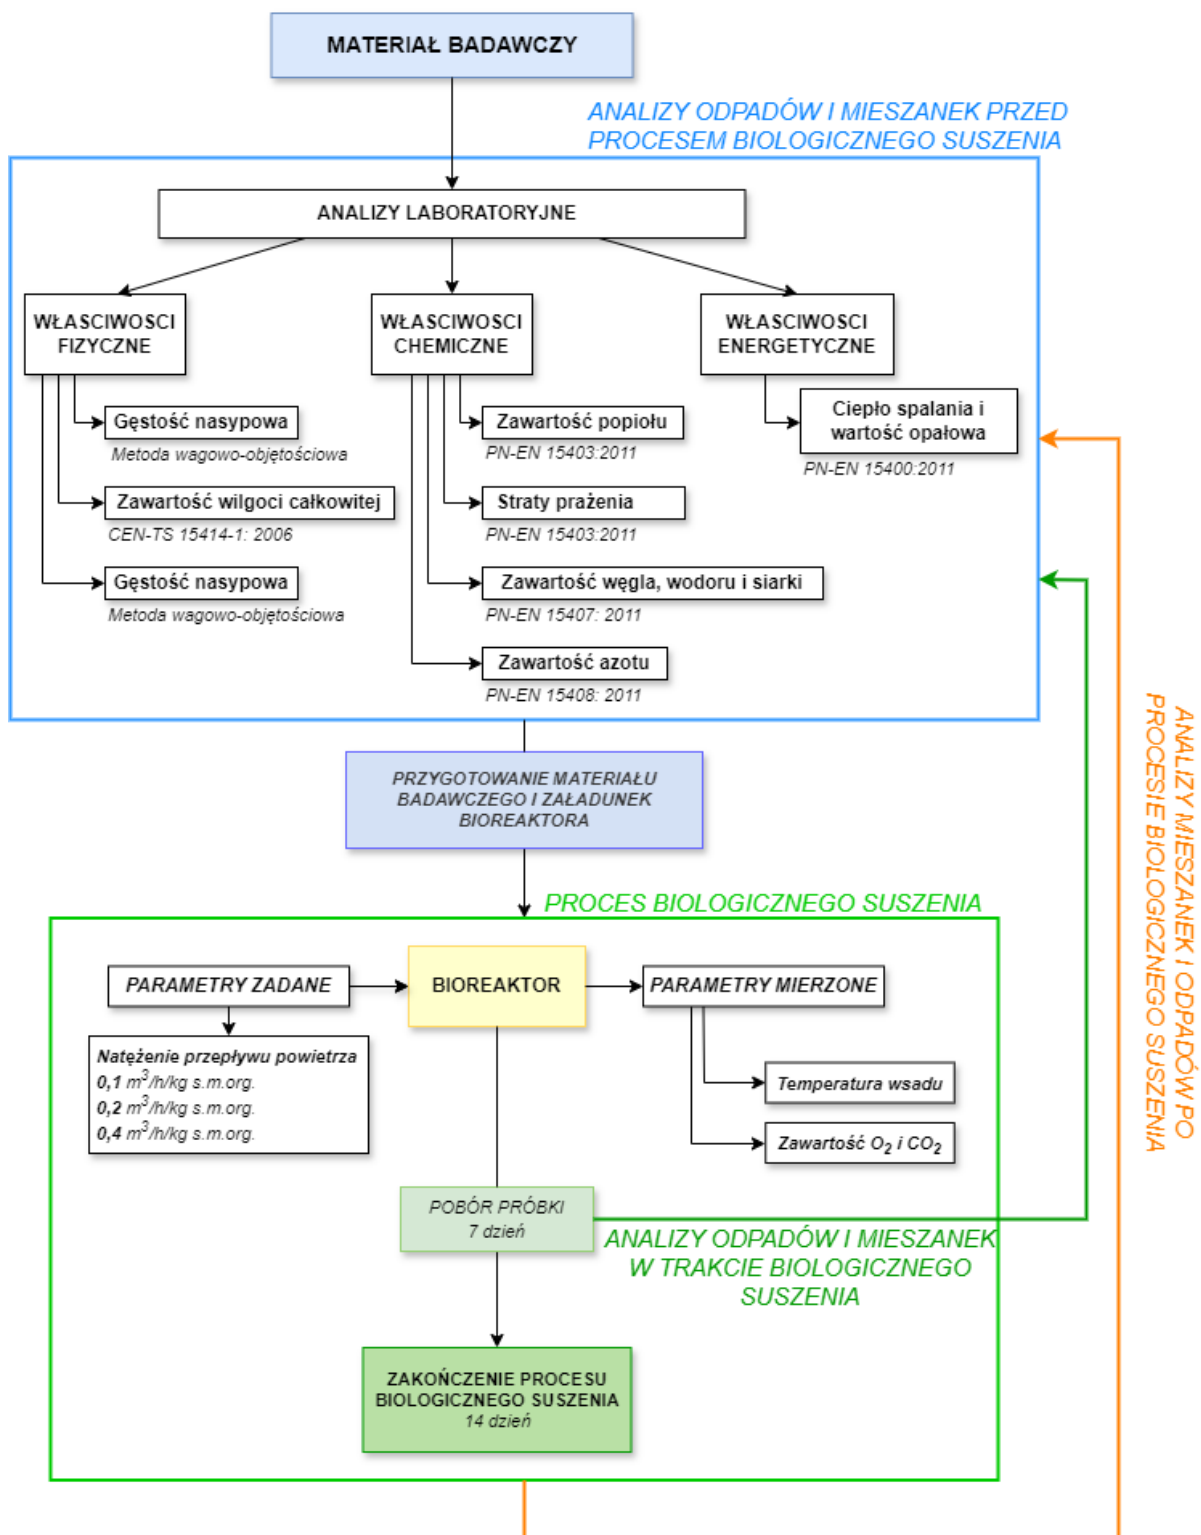 MATERIAŁ BADAWCZY
ANALIZY ODPADÓW I MIESZANEK PRZED
PROCESEM BIOLOGICZNEGO SUSZENIA
ANALIZY LABORATORYJNE
WŁASCIWOSCI
FIZYCZNE
WŁASCIWOSCI
CHEMICZNE
WŁASCIWOSCI
ENERGETYCZNE
Gęstość nasypowa
Metoda wagowo-objętościowa
Zawartość wilgoci całkowitej
CEN-TS 15414-1: 2006
Gęstość nasypowa
Metoda wagowo-objętościowa
Zawartość popiołu
PN-EN 15403:2011
Straty prażenia
PN-EN 15403:2011
Zawartość węgla, wodoru i siarki
PN-EN 15407: 2011
Zawartość azotu
PN-EN 15408: 2011
Ciepło spalania i
wartość opałowa
PN-EN 15400:2011
PRZYGOTOWANIE MATERIAŁU
BADAWCZEGO I ZAŁADUNEK
BIOREAKTORA
PROCES BIOLOGICZNEGO SUSZENIA
PARAMETRY ZADANE
BIOREAKTOR
PARAMETRY MIERZONE
Natężenie przepływu powietrza
0,1 m³/h/kg s.m.org.
0,2 m³/h/kg s.m.org.
0,4 m³/h/kg s.m.org.
Temperatura wsadu
Zawartość O₂ i CO₂
POBÓR PRÓBKI
7 dzień
ANALIZY ODPADÓW I MIESZANEK
W TRAKCIE BIOLOGICZNEGO
SUSZENIA
ZAKOŃCZENIE PROCESU
BIOLOGICZNEGO SUSZENIA
14 dzień
ANALIZY MIESZANEK I ODPADÓW PO
PROCESIE BIOLOGICZNEGO SUSZENIA